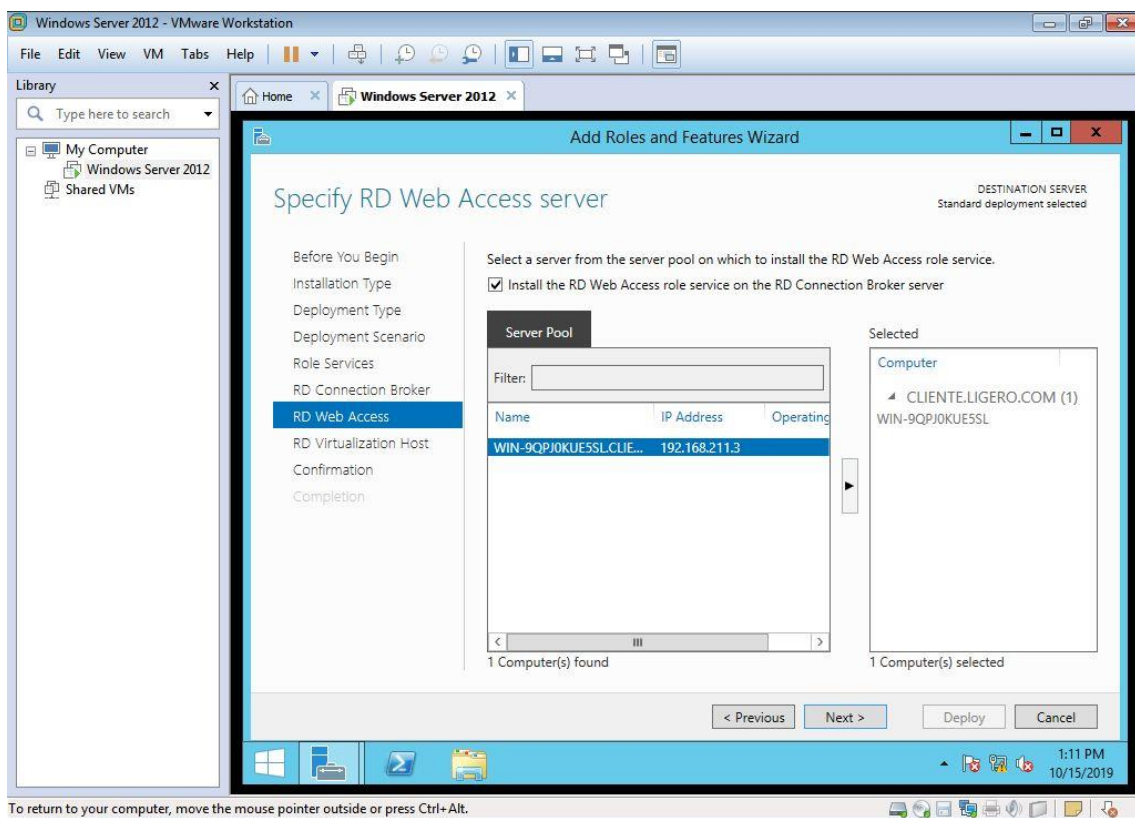 Windows Server 2012 - VMware Workstation
File Edit View VM Tabs Help
Library
Type here to search
My Computer
Windows Server 2012
Shared VMs
Home
Windows Server 2012
Add Roles and Features Wizard
Specify RD Web Access server
DESTINATION SERVER
Standard deployment selected
Before You Begin
Installation Type
Deployment Type
Deployment Scenario
Role Services
RD Connection Broker
RD Web Access
RD Virtualization Host
Confirmation
Completion
Select a server from the server pool on which to install the RD Web Access role service.
Install the RD Web Access role service on the RD Connection Broker server
Server Pool
Filter:
Name IP Address Operating
WIN-9QPJ0KUE5SL.CLIE... 192.168.211.3
1 Computer(s) found
Selected
Computer
CLIENTE.LIGERO.COM (1)
WIN-9QPJ0KUE5SL
1 Computer(s) selected
< Previous Next > Deploy Cancel
1:11 PM
10/15/2019
To return to your computer, move the mouse pointer outside or press Ctrl+Alt.